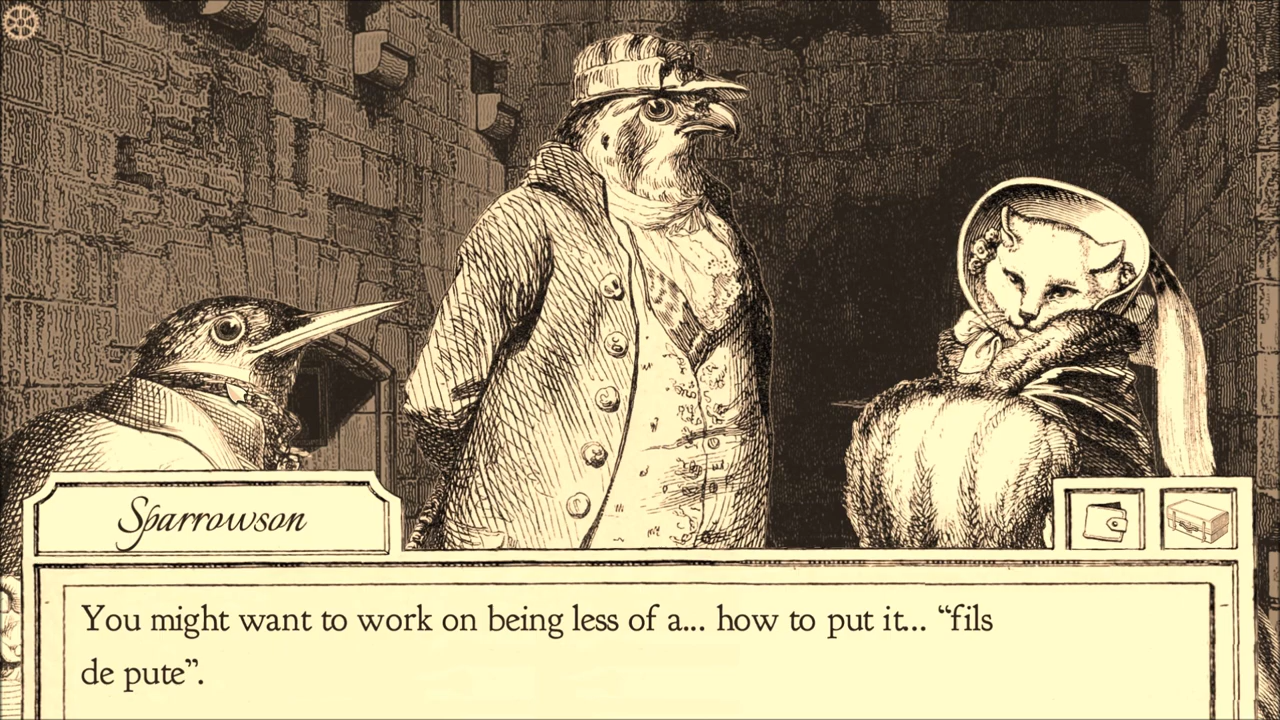 Sparrowson
You might want to work on being less of a... how to put it... “fils
de pute”.